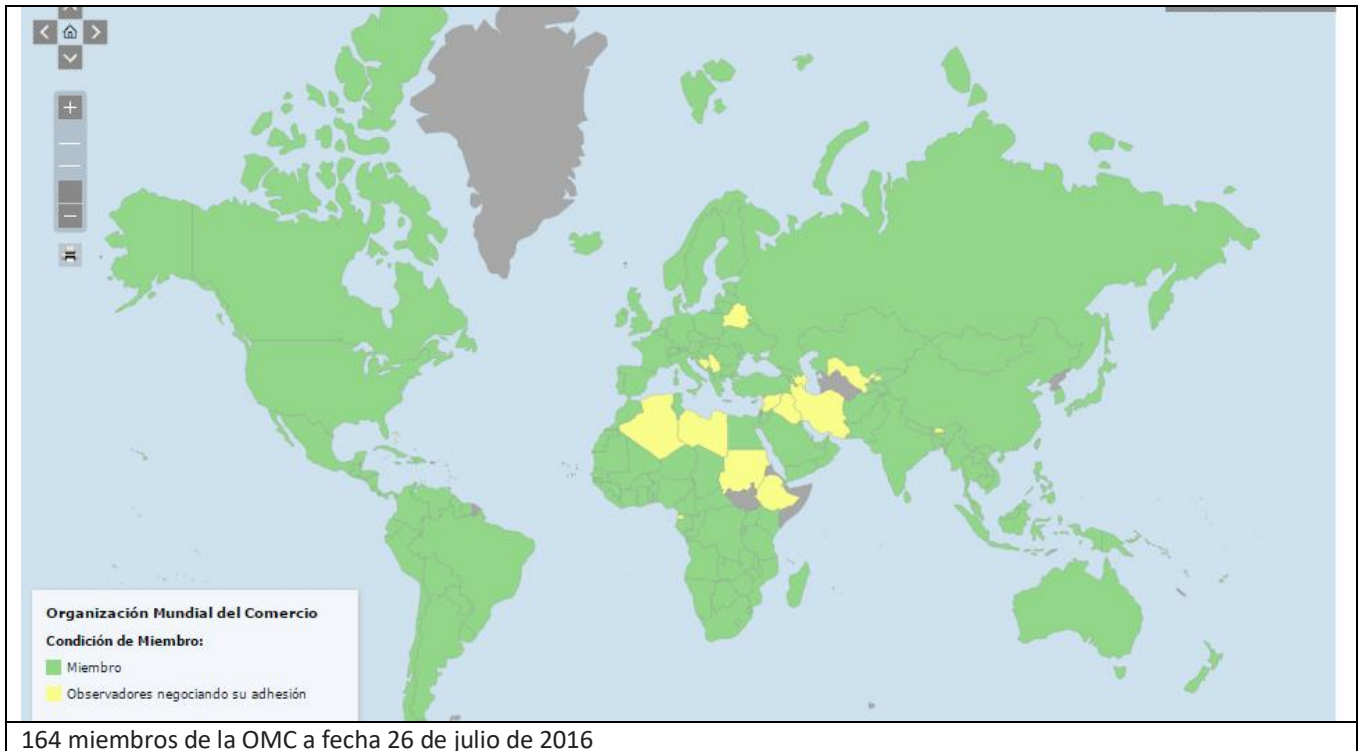 Organización Mundial del Comercio
Condición de Miembro:
Miembro
Observadores negociando su adhesión
164 miembros de la OMC a fecha 26 de julio de 2016